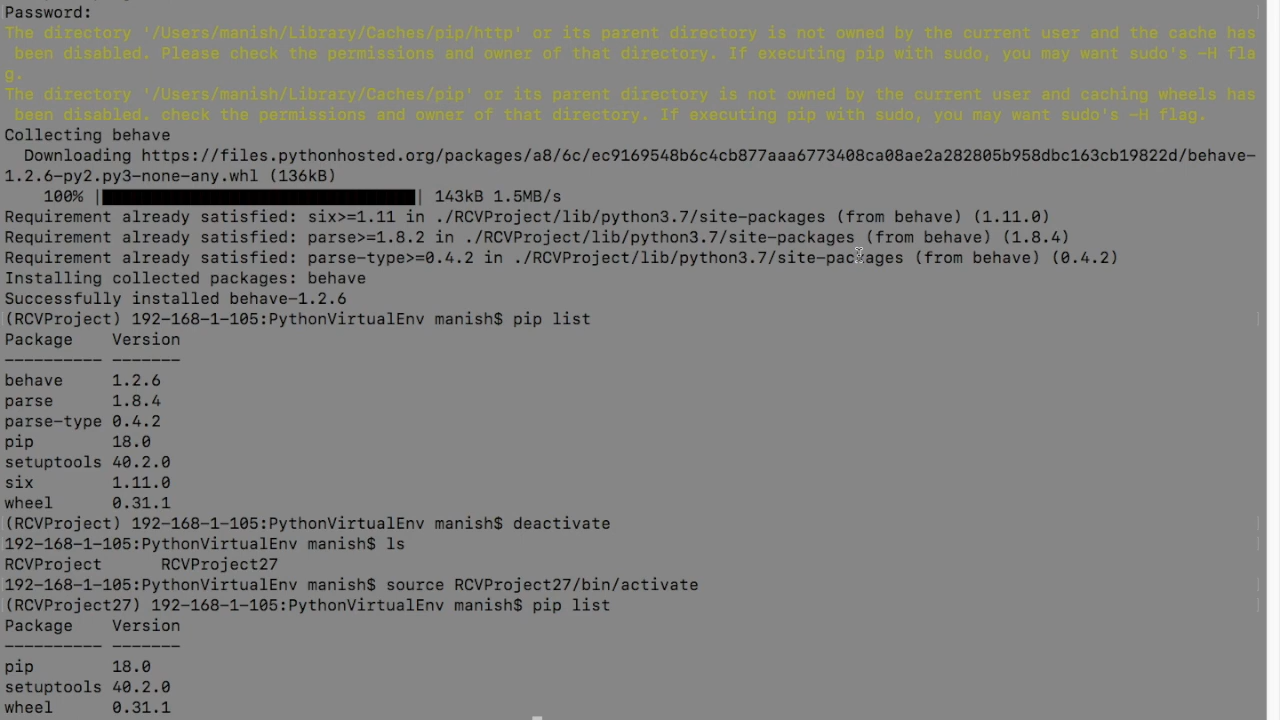 Password:
The directory '/Users/manish/Library/Caches/pip/http' or its parent directory is not owned by the current user and the cache has
been disabled. Please check the permissions and owner of that directory. If executing pip with sudo, you may want sudo's -H fla
g.
The directory '/Users/manish/Library/Caches/pip' or its parent directory is not owned by the current user and caching wheels has
been disabled. check the permissions and owner of that directory. If executing pip with sudo, you may want sudo's -H flag.
Collecting behave
Downloading https://files.pythonhosted.org/packages/a8/6c/ec9169548b6c4cb877aaa6773408ca08ae2a282805b958dbc163cb19822d/behave-
1.2.6-py2.py3-none-any.whl (136kB)
100% |████████████████████████████████| 143kB 1.5MB/s
Requirement already satisfied: six>=1.11 in ./RCVProject/lib/python3.7/site-packages (from behave) (1.11.0)
Requirement already satisfied: parse>=1.8.2 in ./RCVProject/lib/python3.7/site-packages (from behave) (1.8.4)
Requirement already satisfied: parse-type>=0.4.2 in ./RCVProject/lib/python3.7/site-packages (from behave) (0.4.2)
Installing collected packages: behave
Successfully installed behave-1.2.6
(RCVProject) 192-168-1-105:PythonVirtualEnv manish$ pip list
Package    Version
---------- -------
behave     1.2.6
parse      1.8.4
parse-type 0.4.2
pip        18.0
setuptools 40.2.0
six        1.11.0
wheel      0.31.1
(RCVProject) 192-168-1-105:PythonVirtualEnv manish$ deactivate
192-168-1-105:PythonVirtualEnv manish$ ls
RCVProject      RCVProject27
192-168-1-105:PythonVirtualEnv manish$ source RCVProject27/bin/activate
(RCVProject27) 192-168-1-105:PythonVirtualEnv manish$ pip list
Package    Version
---------- -------
pip        18.0
setuptools 40.2.0
wheel      0.31.1